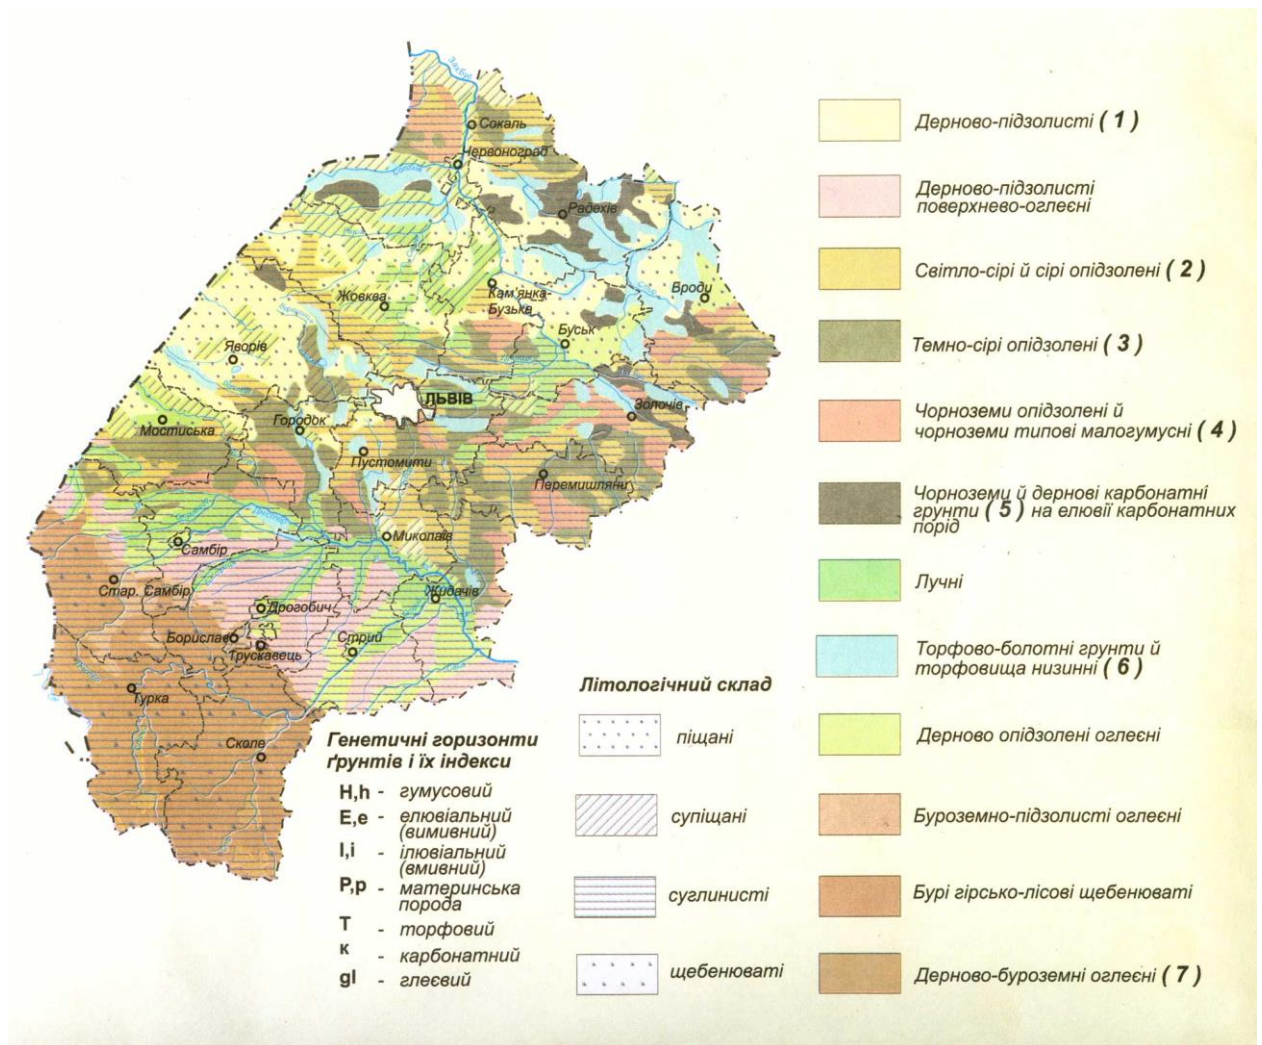 Зах.Буг
Сокаль
Червоноград
Радехів
Жовква
Кам'янка-
Бузька
Броди
Буськ
Яворів
ЛЬВІВ
Золочів
Мостиська
Городок
Пустомити
Перемишляни
Миколаїв
Самбір
Стар. Самбір
Дрогобич
Жидачів
Борислав
Трускавець
Стрий
Турка
Сколе
Генетичні горизонти
ґрунтів і їх індекси
H,h - гумусовий
E,e - елювіальний
(вимивний)
I,i - ілювіальний
(вмивний)
P,p - материнська
порода
T - торфовий
к - карбонатний
gl - глеєвий
Літологічний склад
піщані
супіщані
суглинисті
щебенюваті
Дерново-підзолисті ( 1 )
Дерново-підзолисті
поверхнево-оглеєні
Світло-сірі й сірі опідзолені ( 2 )
Темно-сірі опідзолені ( 3 )
Чорноземи опідзолені й
чорноземи типові малогумусні ( 4 )
Чорноземи й дернові карбонатні
грунти ( 5 ) на елювії карбонатних
порід
Лучні
Торфово-болотні грунти й
торфовища низинні ( 6 )
Дерново опідзолені оглеєні
Буроземно-підзолисті оглеєні
Бурі гірсько-лісові щебенюваті
Дерново-буроземні оглеєні ( 7 )